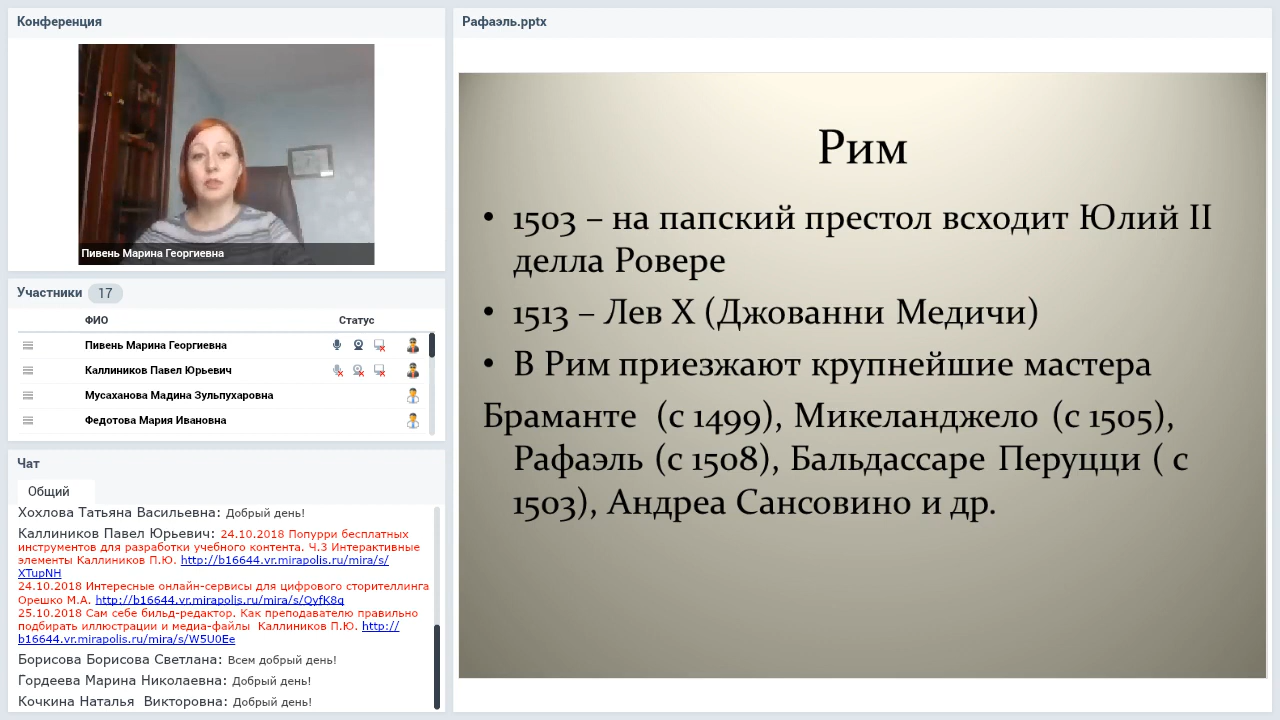 Конференция
Пивень Марина Георгиевна
Участники 17
ФИО Статус
Пивень Марина Георгиевна
Каллиников Павел Юрьевич
Мусаханова Мадина Зульпухаровна
Федотова Мария Ивановна
Чат
Общий
Хохлова Татьяна Васильевна: Добрый день!
Каллиников Павел Юрьевич: 24.10.2018 Попурри бесплатных
инструментов для разработки учебного контента. Ч.3 Интерактивные
элементы Каллиников П.Ю. http://b16644.vr.mirapolis.ru/mira/s/
XTupNH
24.10.2018 Интересные онлайн-сервисы для цифрового сторителлинга
Орешко М.А. http://b16644.vr.mirapolis.ru/mira/s/QyfK8q
25.10.2018 Сам себе бильд-редактор. Как преподавателю правильно
подбирать иллюстрации и медиа-файлы Каллиников П.Ю. http://
b16644.vr.mirapolis.ru/mira/s/W5U0Ee
Борисова Борисова Светлана: Всем добрый день!
Гордеева Марина Николаевна: Добрый день!
Кочкина Наталья Викторовна: Добрый день!
Рафаэль.pptx
Рим
• 1503 – на папский престол всходит Юлий II
делла Ровере
• 1513 – Лев X (Джованни Медичи)
• В Рим приезжают крупнейшие мастера
Браманте (с 1499), Микеланджело (с 1505),
Рафаэль (с 1508), Бальдассаре Перуцци ( с
1503), Андреа Сансовино и др.